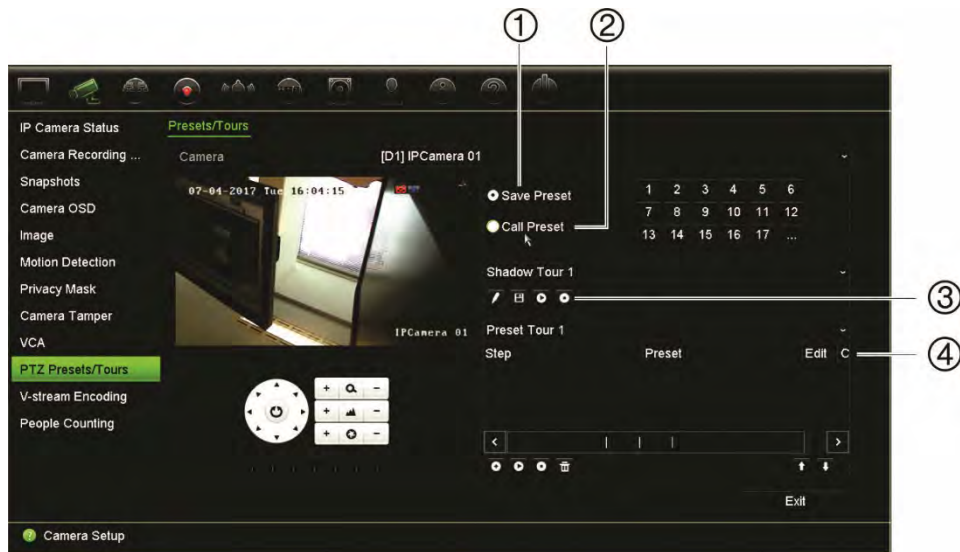 ① ②
IP Camera Status
Presets/Tours
Camera Recording ...
Camera
[D1] IPCamera 01
Snapshots
07-04-2017 Tue 16:04:15
Save Preset
1 2 3 4 5 6
Camera OSD
7 8 9 10 11 12
Image
Call Preset
13 14 15 16 17 ...
Motion Detection
Shadow Tour 1
Privacy Mask
③
Camera Tamper
IPCamera 01
Preset Tour 1
VCA
Step Preset Edit C
④
PTZ Presets/Tours
V-stream Encoding
People Counting
Exit
Camera Setup